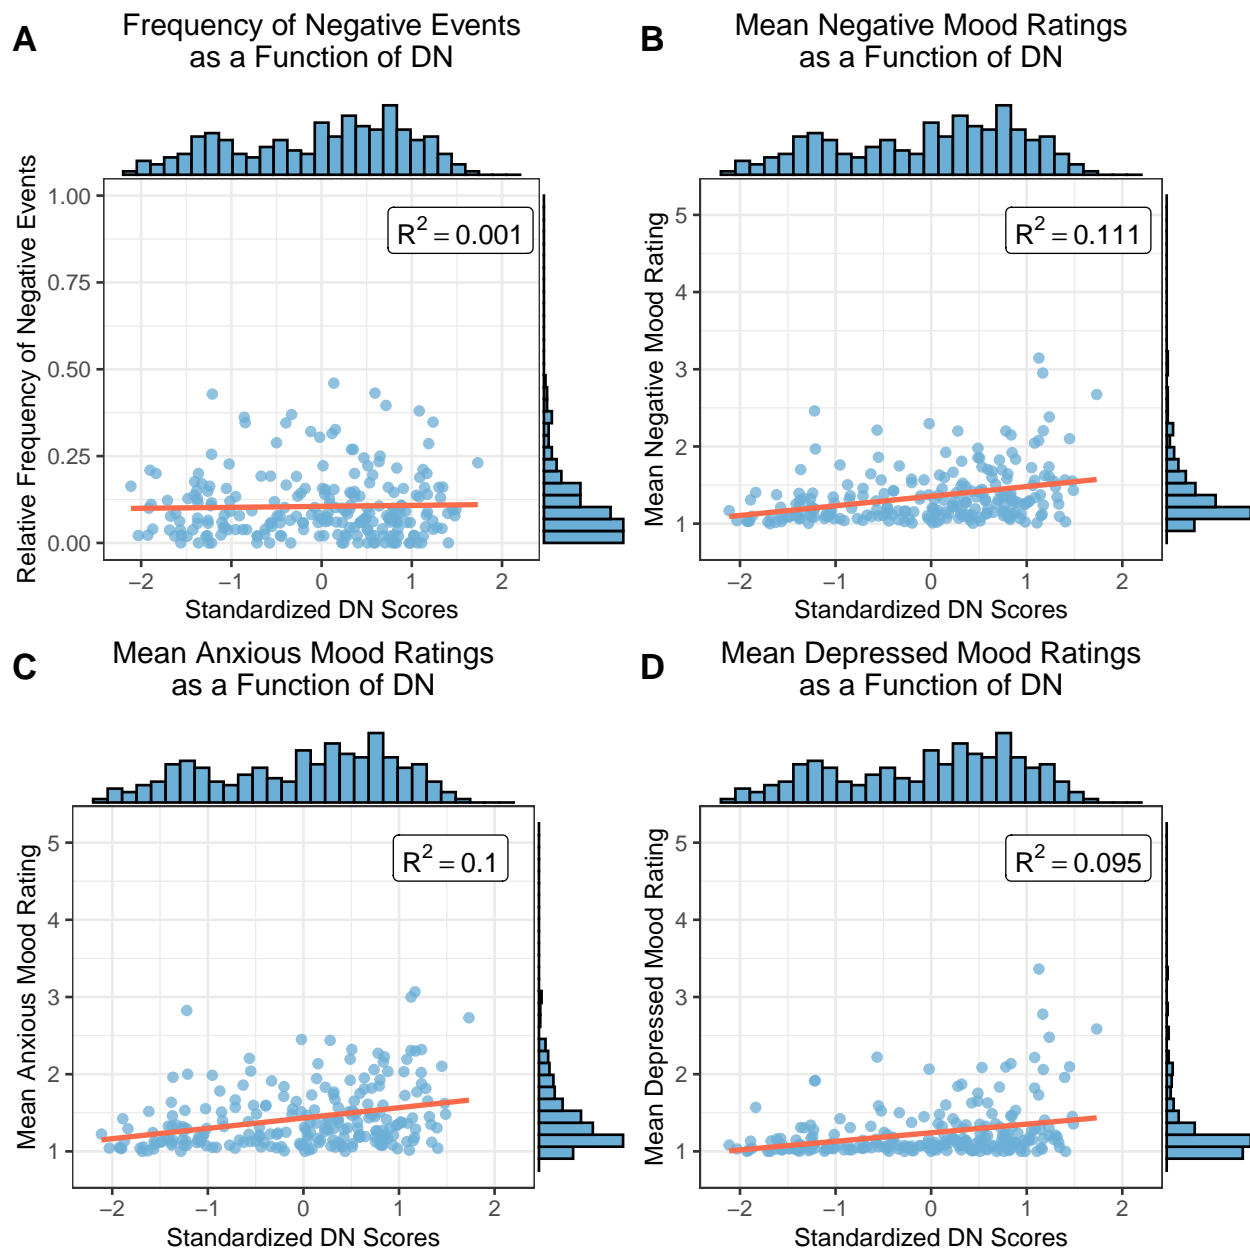 A
Frequency of Negative Events
as a Function of DN
R² = 0.001
Relative Frequency of Negative Events
1.00
0.75
0.50
0.25
0.00
−2
−1
0
1
2
Standardized DN Scores
B
Mean Negative Mood Ratings
as a Function of DN
R² = 0.111
Mean Negative Mood Rating
5
4
3
2
1
−2
−1
0
1
2
Standardized DN Scores
C
Mean Anxious Mood Ratings
as a Function of DN
R² = 0.1
Mean Anxious Mood Rating
5
4
3
2
1
−2
−1
0
1
2
Standardized DN Scores
D
Mean Depressed Mood Ratings
as a Function of DN
R² = 0.095
Mean Depressed Mood Rating
5
4
3
2
1
−2
−1
0
1
2
Standardized DN Scores